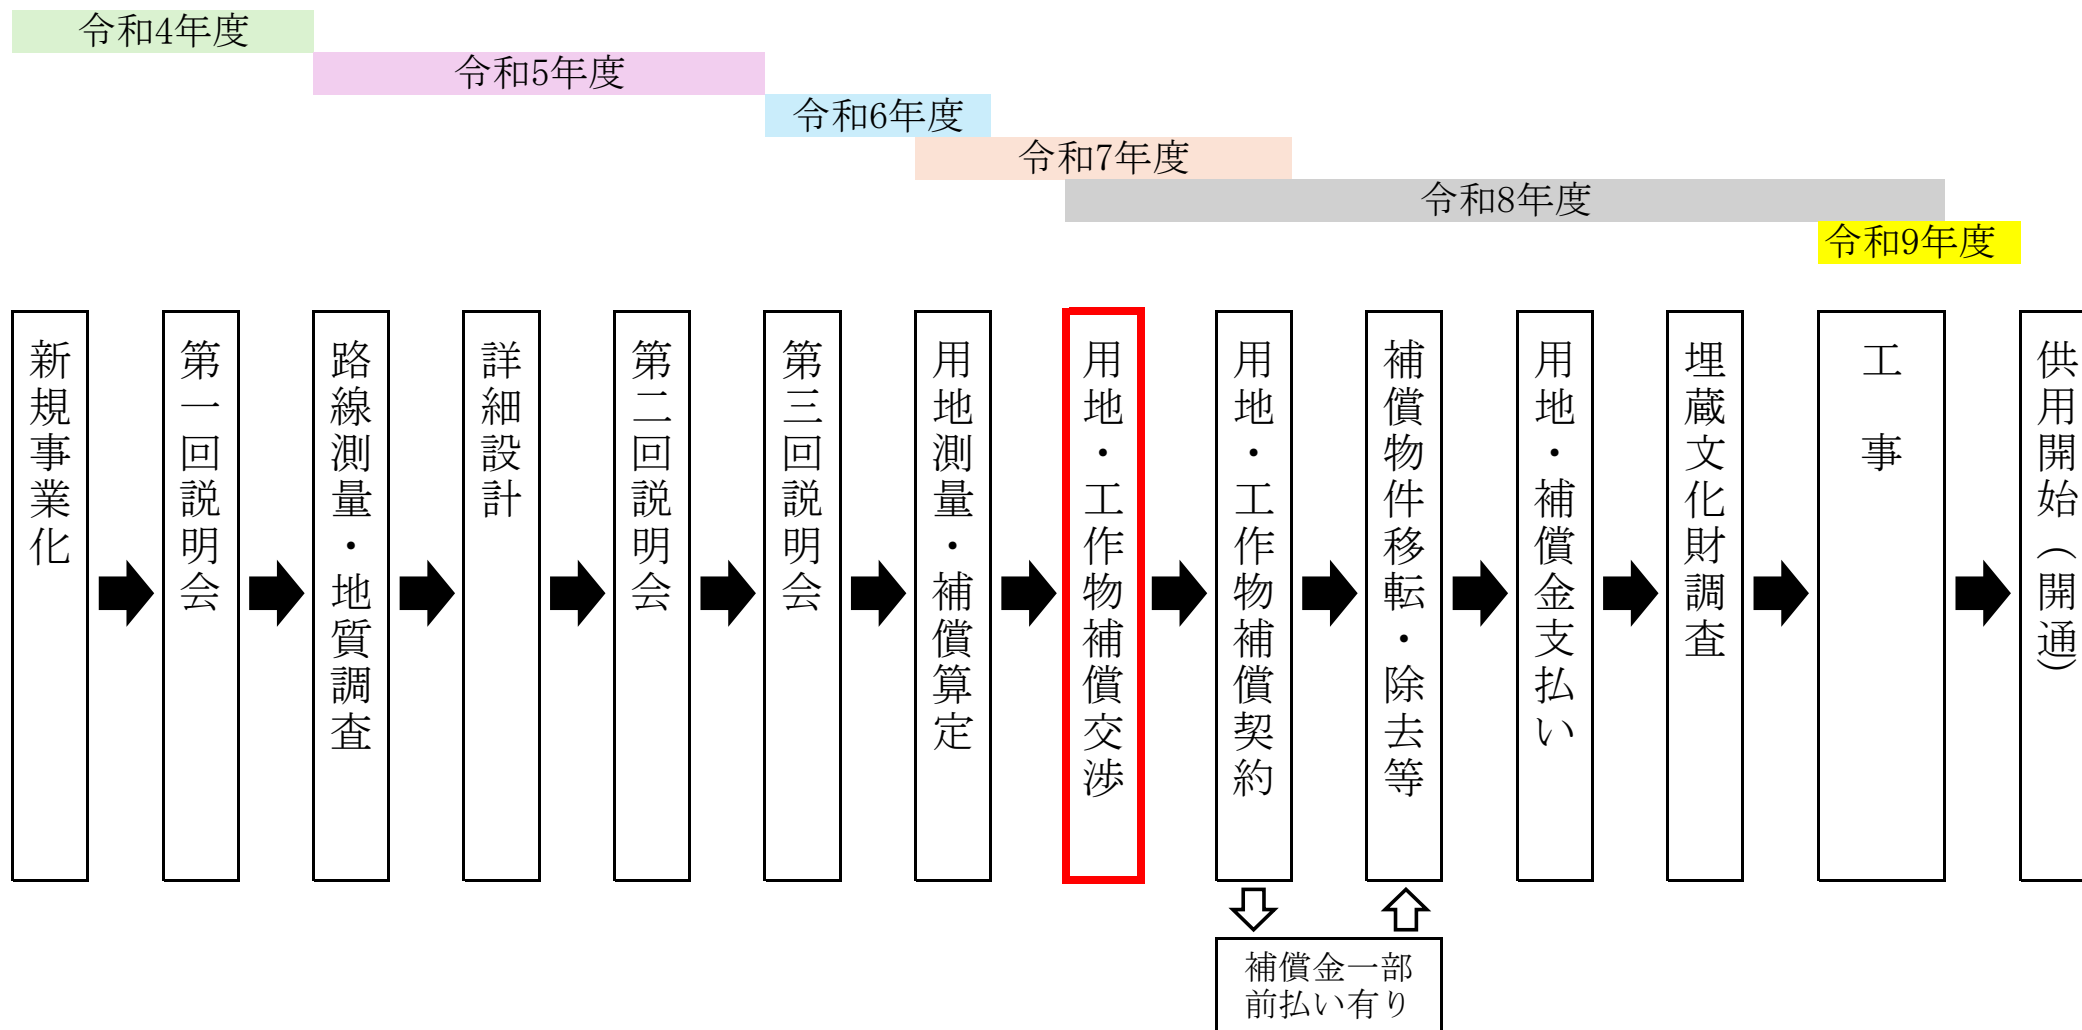 令和4年度
令和5年度
令和6年度
令和7年度
令和8年度
令和9年度
新規事業化
第一回説明会
路線測量・地質調査
詳細設計
第二回説明会
第三回説明会
用地測量・補償算定
用地・工作物補償交渉
用地・工作物補償契約
補償物件移転・除去等
用地・補償金支払い
埋蔵文化財調査
工事
供用開始（開通）
補償金一部
前払い有り